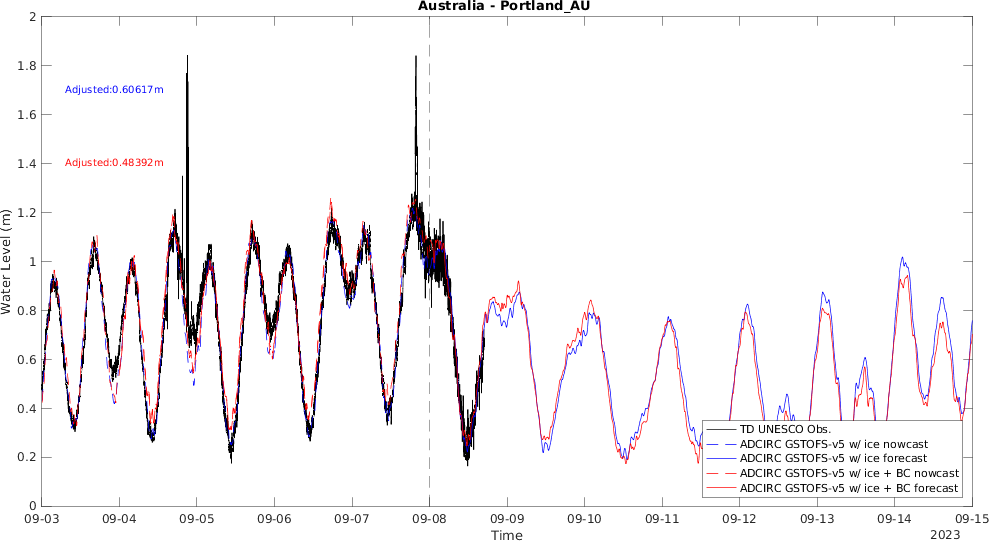 Australia - Portland_AU
2
1.8
Adjusted:0.60617m
1.6
1.4
Adjusted:0.48392m
1.2
1
0.8
0.6
0.4
0.2
0
Water Level (m)
TD UNESCO Obs.
ADCIRC GSTOFS-v5 w/ ice nowcast
ADCIRC GSTOFS-v5 w/ ice forecast
ADCIRC GSTOFS-v5 w/ ice + BC nowcast
ADCIRC GSTOFS-v5 w/ ice + BC forecast
09-03 09-04 09-05 09-06 09-07 09-08 09-09 09-10 09-11 09-12 09-13 09-14 09-15
Time
2023